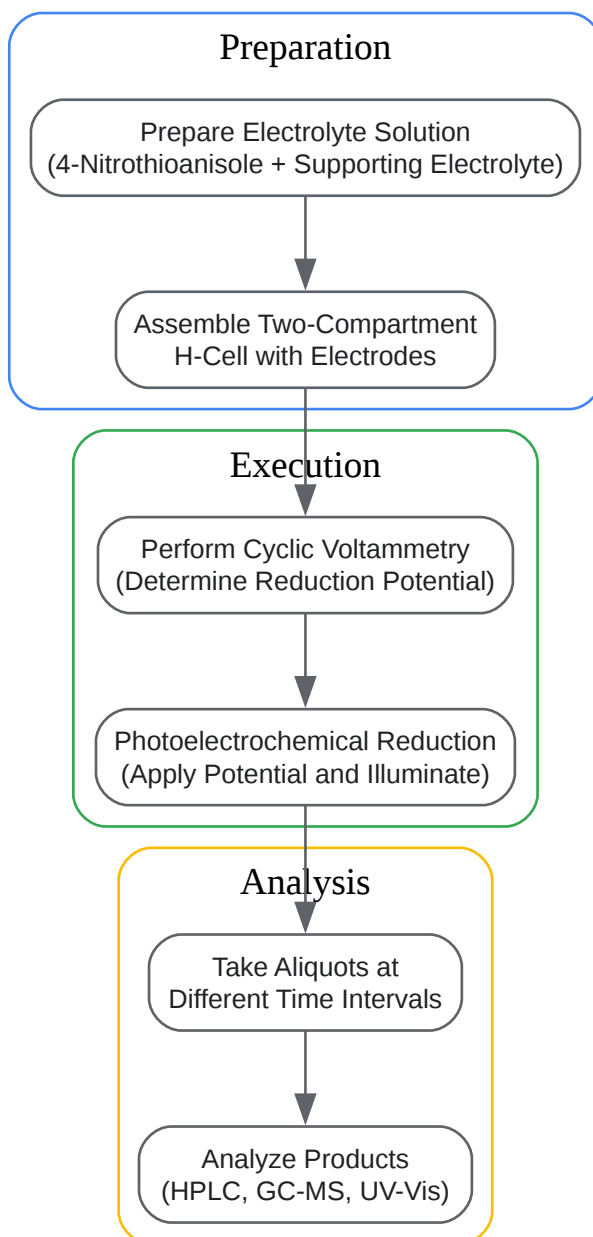 Preparation
Prepare Electrolyte Solution
(4-Nitrothioanisole + Supporting Electrolyte)
Assemble Two-Compartment
H-Cell with Electrodes
Execution
Perform Cyclic Voltammetry
(Determine Reduction Potential)
Photoelectrochemical Reduction
(Apply Potential and Illuminate)
Analysis
Take Aliquots at
Different Time Intervals
Analyze Products
(HPLC, GC-MS, UV-Vis)